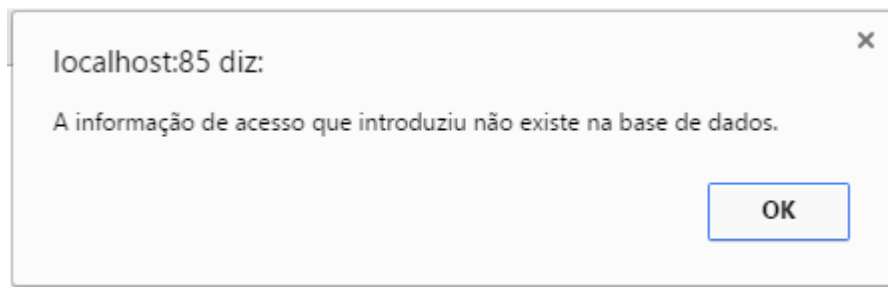 localhost:85 diz:
A informação de acesso que introduziu não existe na base de dados.
OK